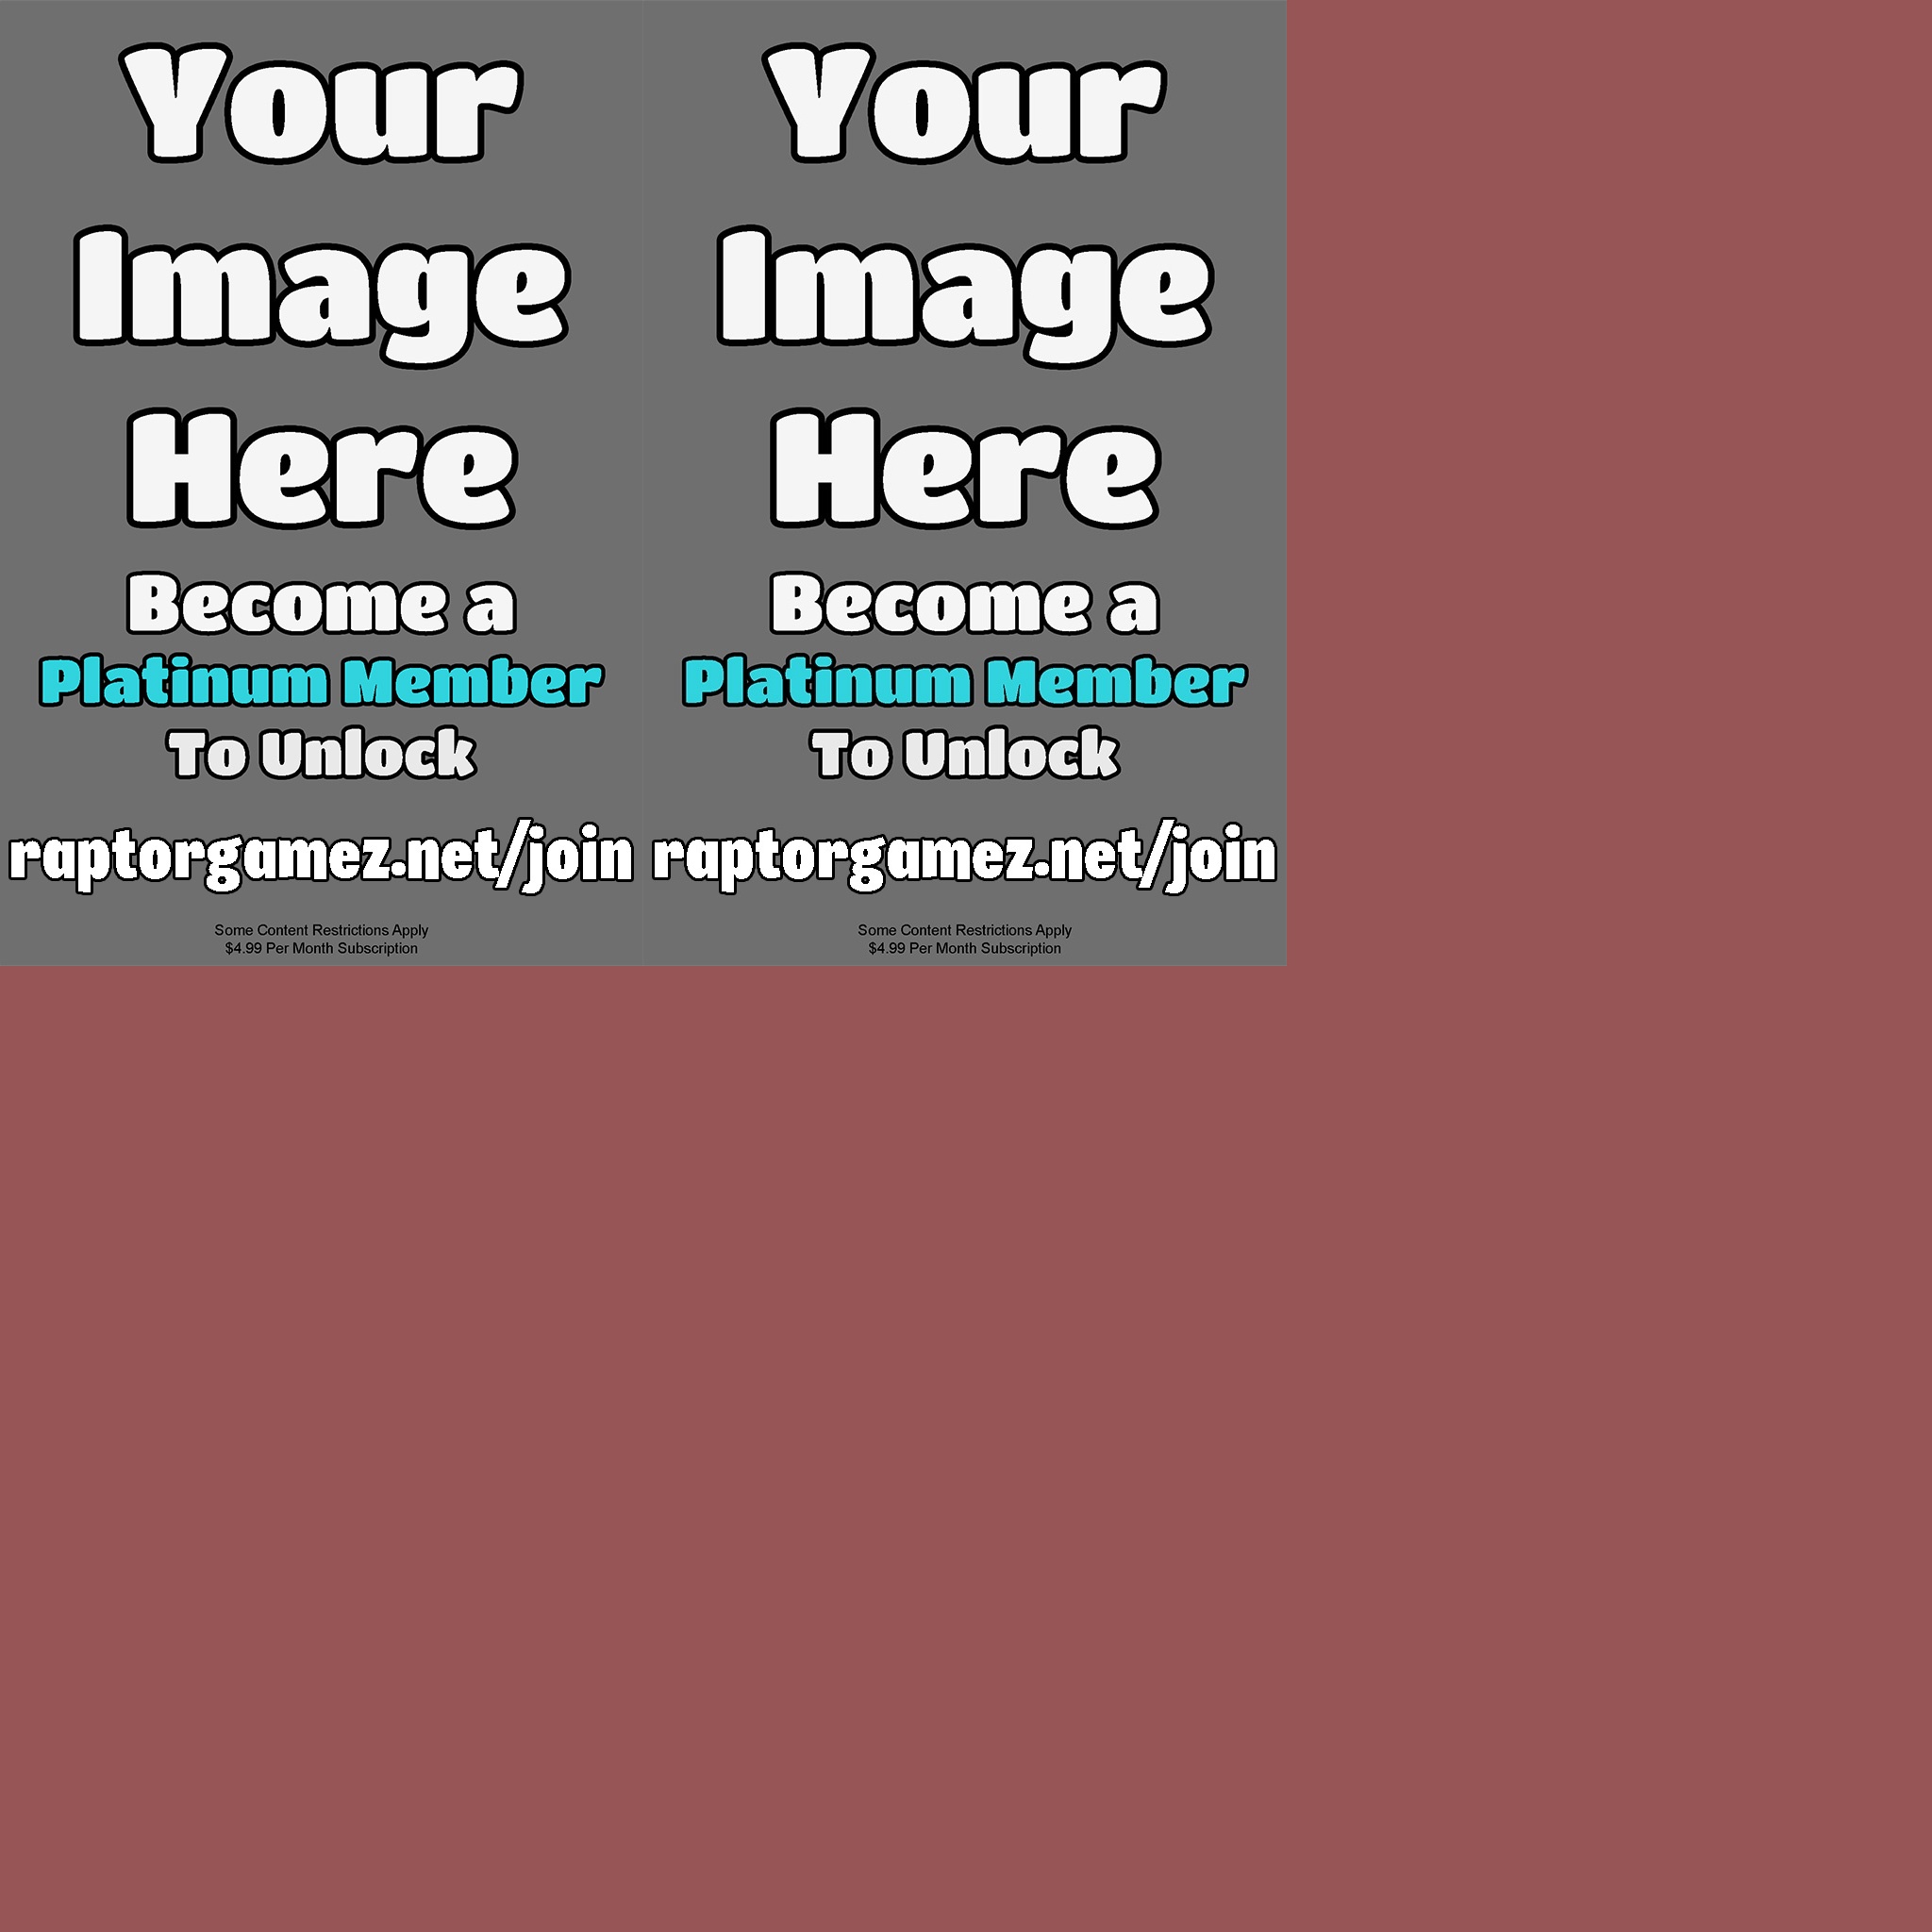 Your
Image
Here
Become a
Platinum Member
To Unlock
raptorgamez.net/join
Some Content Restrictions Apply
$4.99 Per Month Subscription
Your
Image
Here
Become a
Platinum Member
To Unlock
raptorgamez.net/join
Some Content Restrictions Apply
$4.99 Per Month Subscription